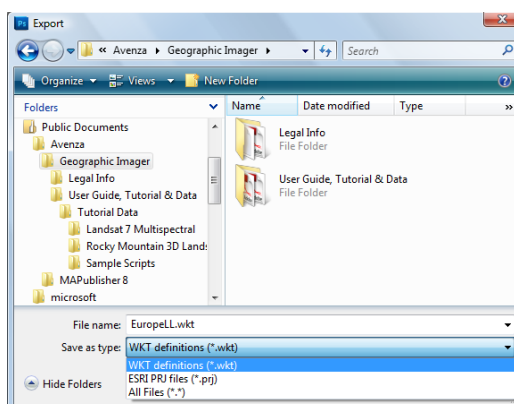 Ps Export
« Avenza Geographic Imager Search
Organize Views New Folder
Folders
Name Date modified Type »
Public Documents
Avenza
Geographic Imager
Legal Info
User Guide, Tutorial & Data
Tutorial Data
Landsat 7 Multispectral
Rocky Mountain 3D Lands
Sample Scripts
MAPublisher 8
microsoft
Legal Info
File Folder
User Guide, Tutorial & Data
File Folder
File name: EuropeLL.wkt
Save as type: WKT definitions (*.wkt)
WKT definitions (*.wkt)
ESRI PRJ files (*.prj)
All Files (*.*)
Hide Folders